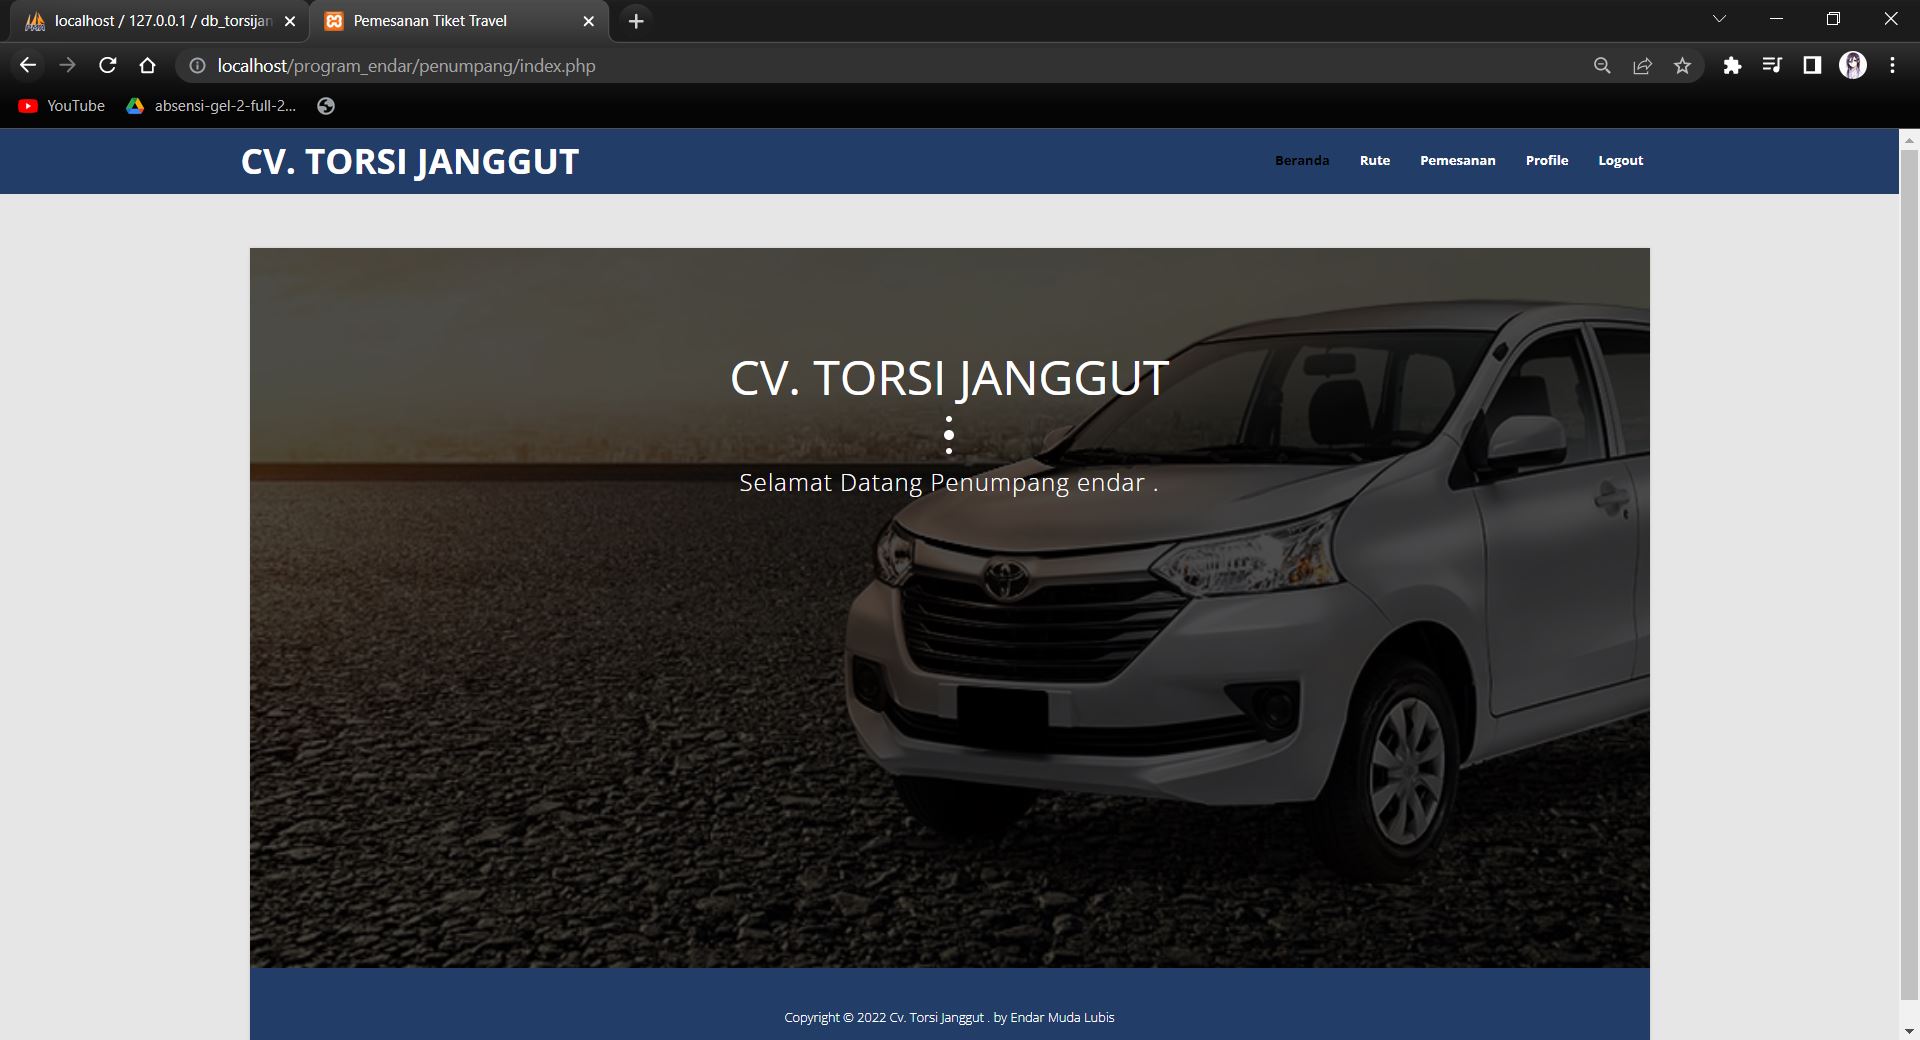 localhost / 127.0.0.1 / db_torsijan
Pemesanan Tiket Travel
localhost/program_endar/penumpang/index.php
YouTube
absensi-gel-2-full-2...
CV. TORSI JANGGUT
Beranda
Rute
Pemesanan
Profile
Logout
CV. TORSI JANGGUT
Selamat Datang Penumpang endar .
Copyright © 2022 Cv. Torsi Janggut . by Endar Muda Lubis